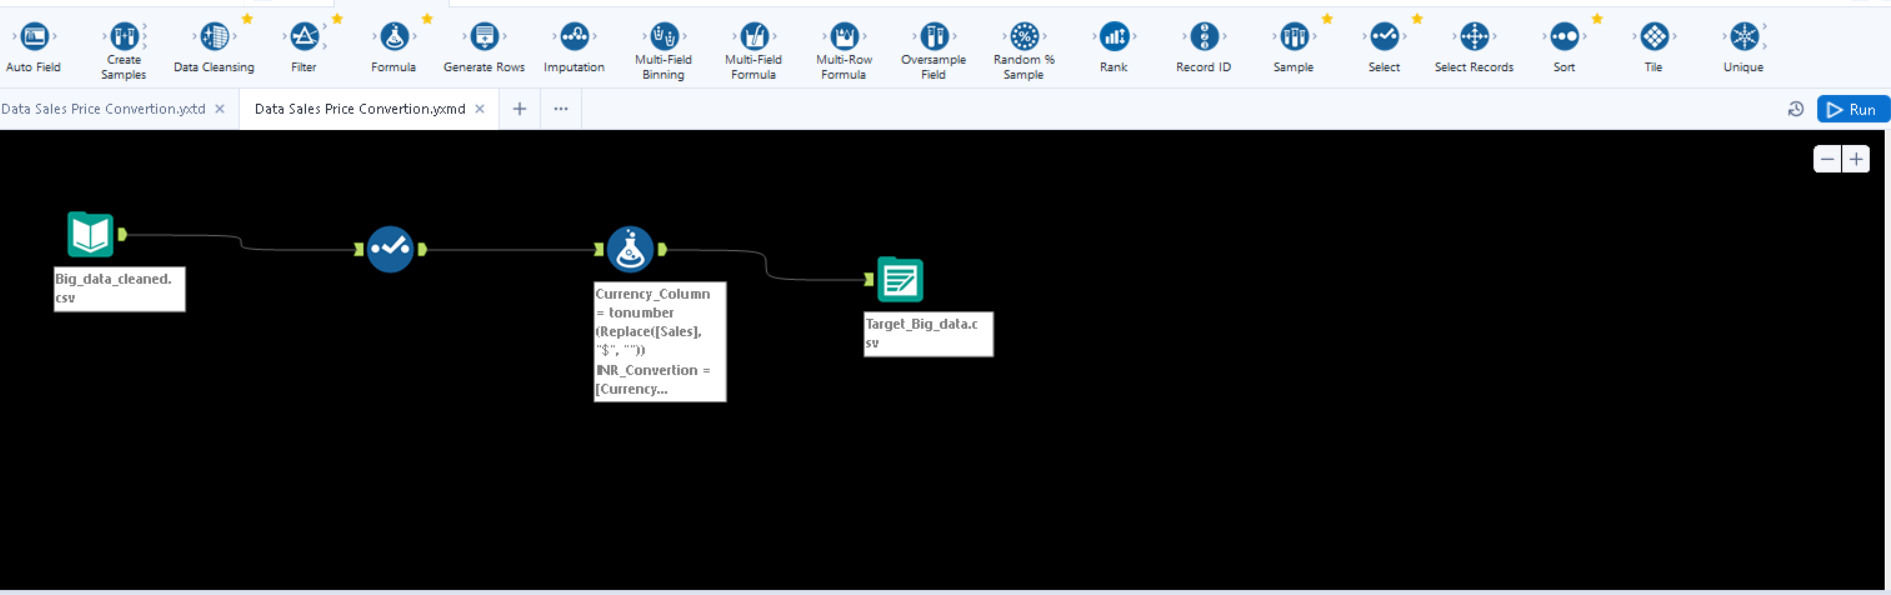 Auto Field
Create
Samples
Data Cleansing
Filter
Formula
Generate Rows
Imputation
Multi-Field
Binning
Multi-Field
Formula
Multi-Row
Formula
Oversample
Field
Random %
Sample
Rank
Record ID
Sample
Select
Select Records
Sort
Tile
Unique
Data Sales Price Convertion.yxtd
Data Sales Price Convertion.yxmd
Run
Big_data_cleaned.
csv
Currency_Column
= tonumber
(Replace([Sales],
"$", ""))
INR_Convertion =
[Currency...
Target_Big_data.c
sv